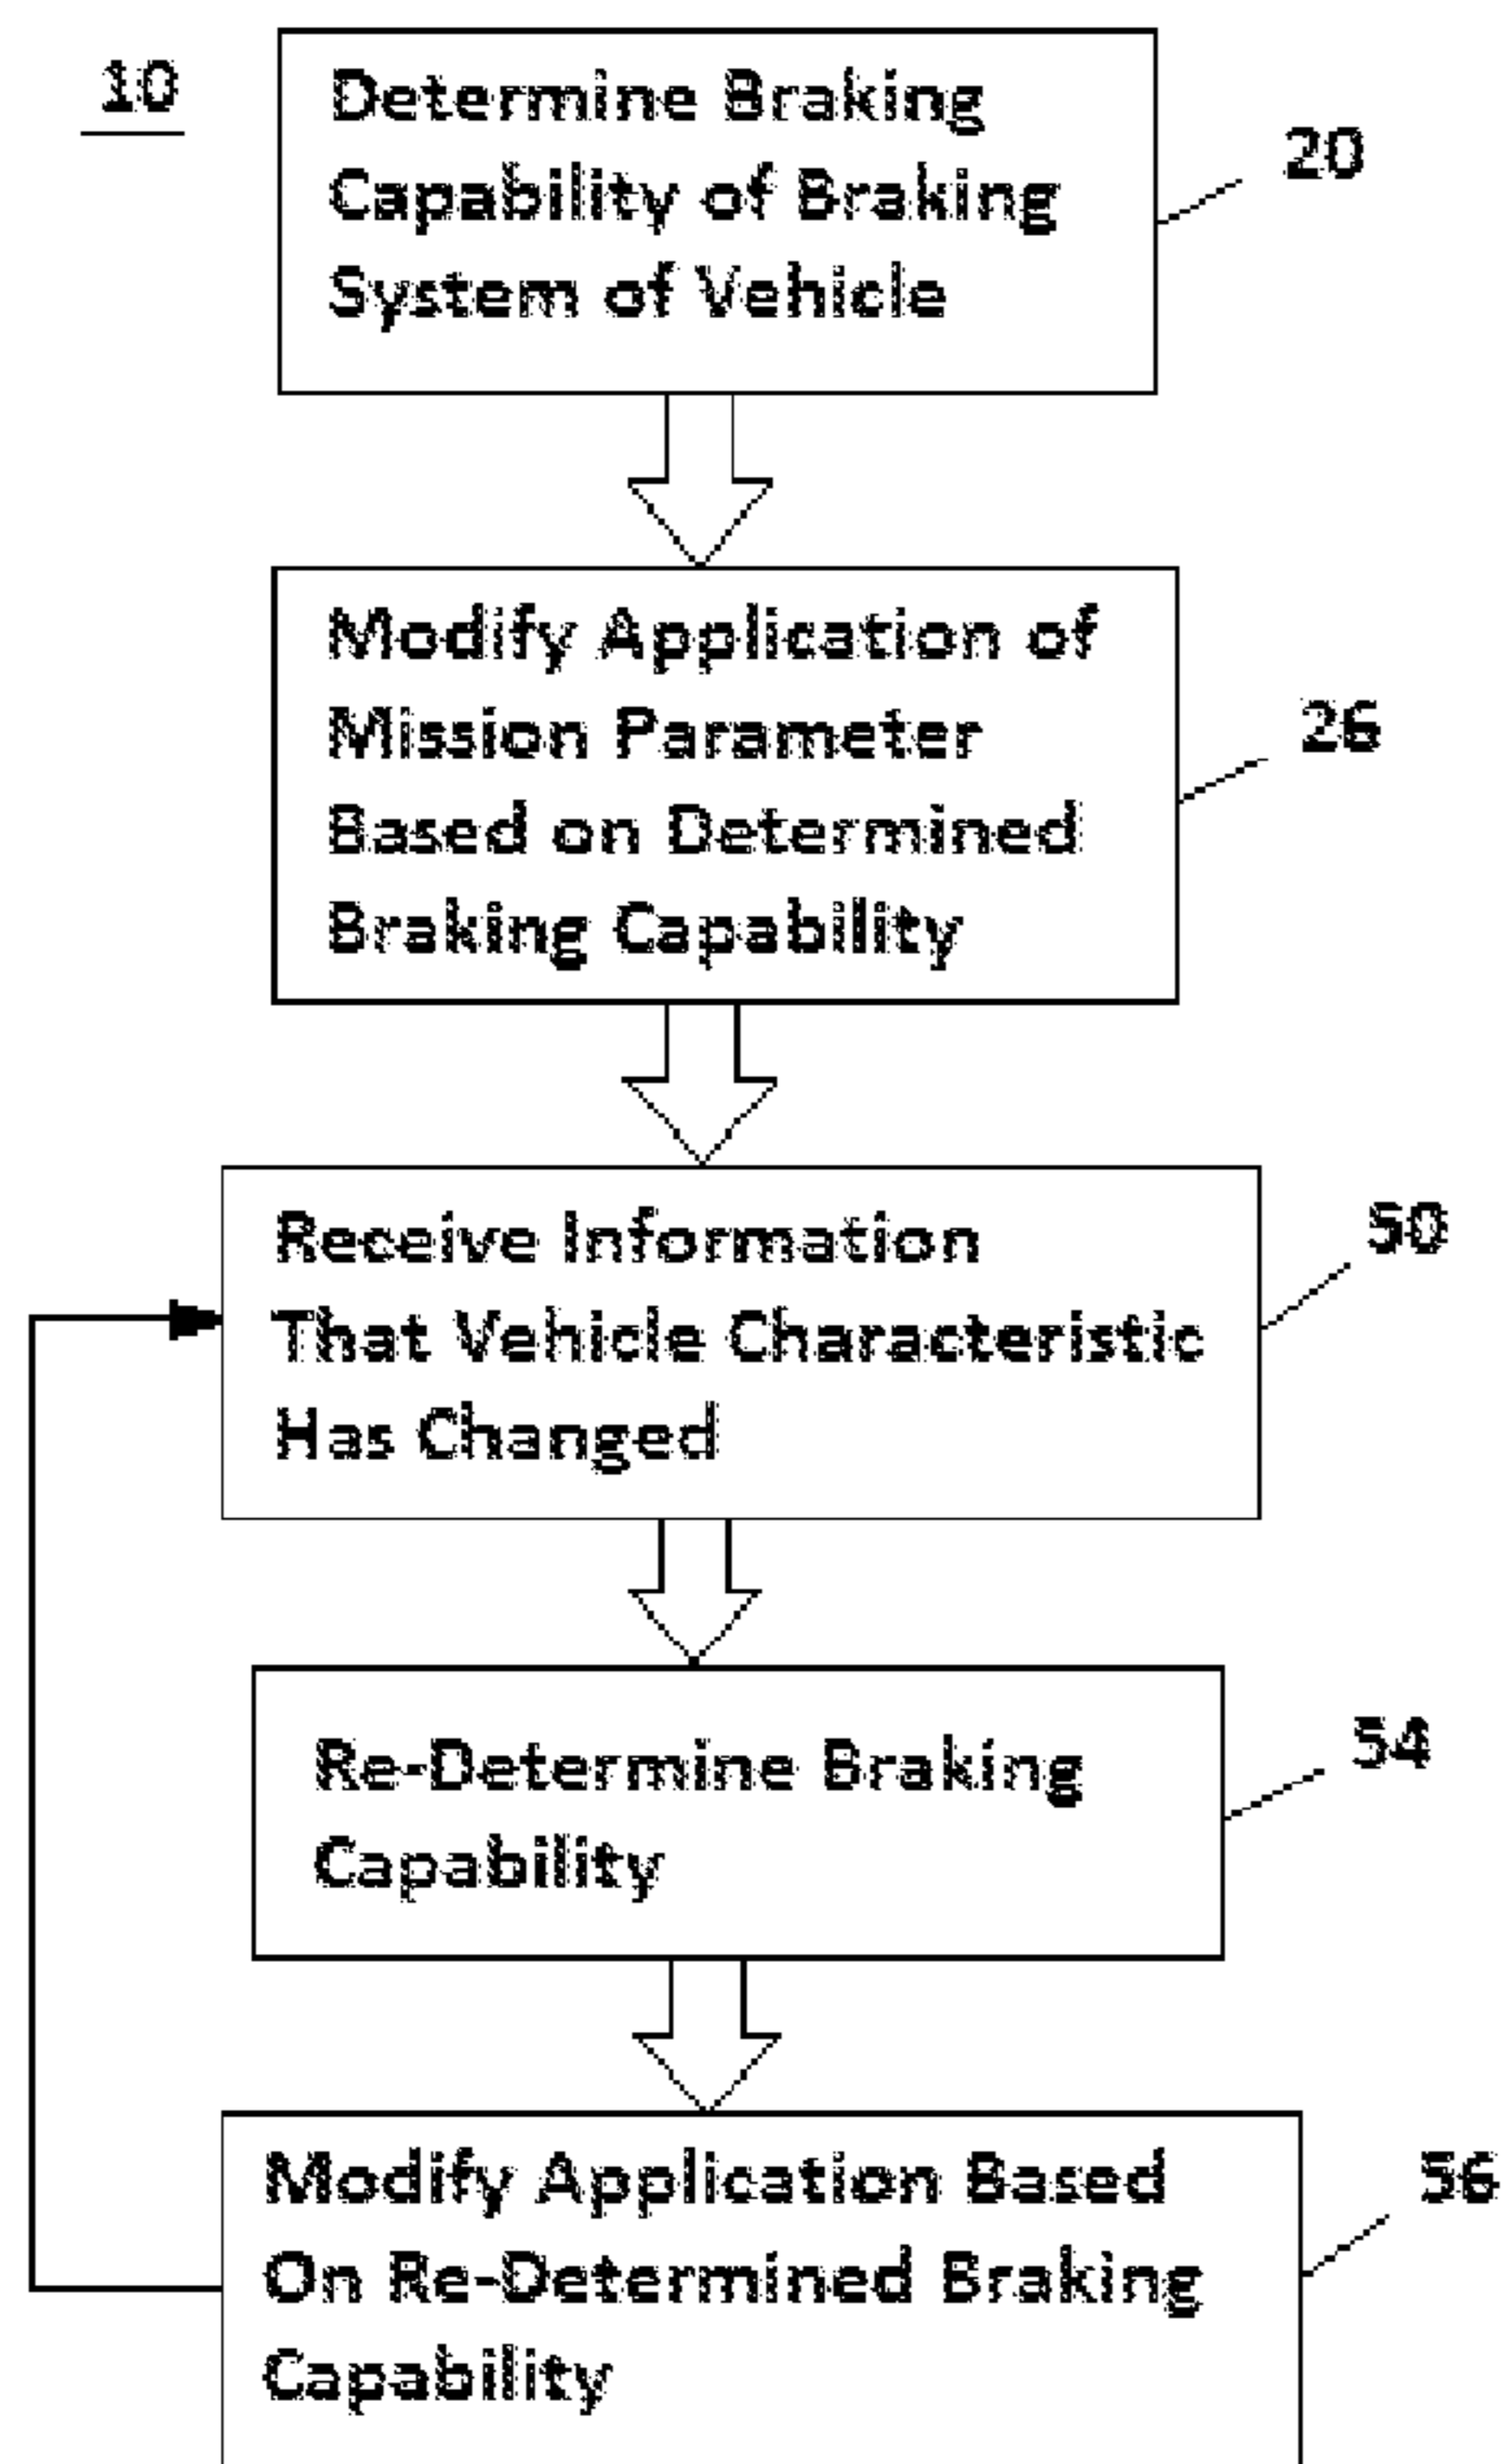 10
Determine Braking
Capability of Braking
System of Vehicle
20
Modify Application of
Mission Parameter
Based on Determined
Braking Capability
26
Receive Information
That Vehicle Characteristic
Has Changed
50
Re-Determine Braking
Capability
54
Modify Application Based
On Re-Determined Braking
Capability
56